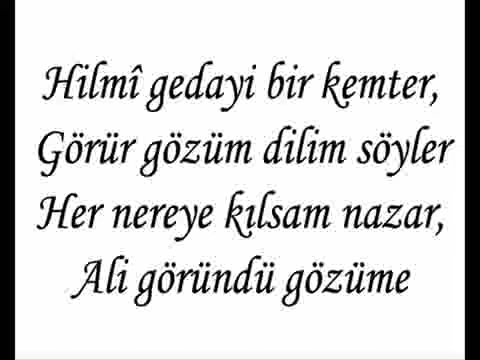 Hilmî gedayi bir kemter,
Görür gözüm dilim söyler
Her nereye kılsam nazar,
Ali göründü gözüme